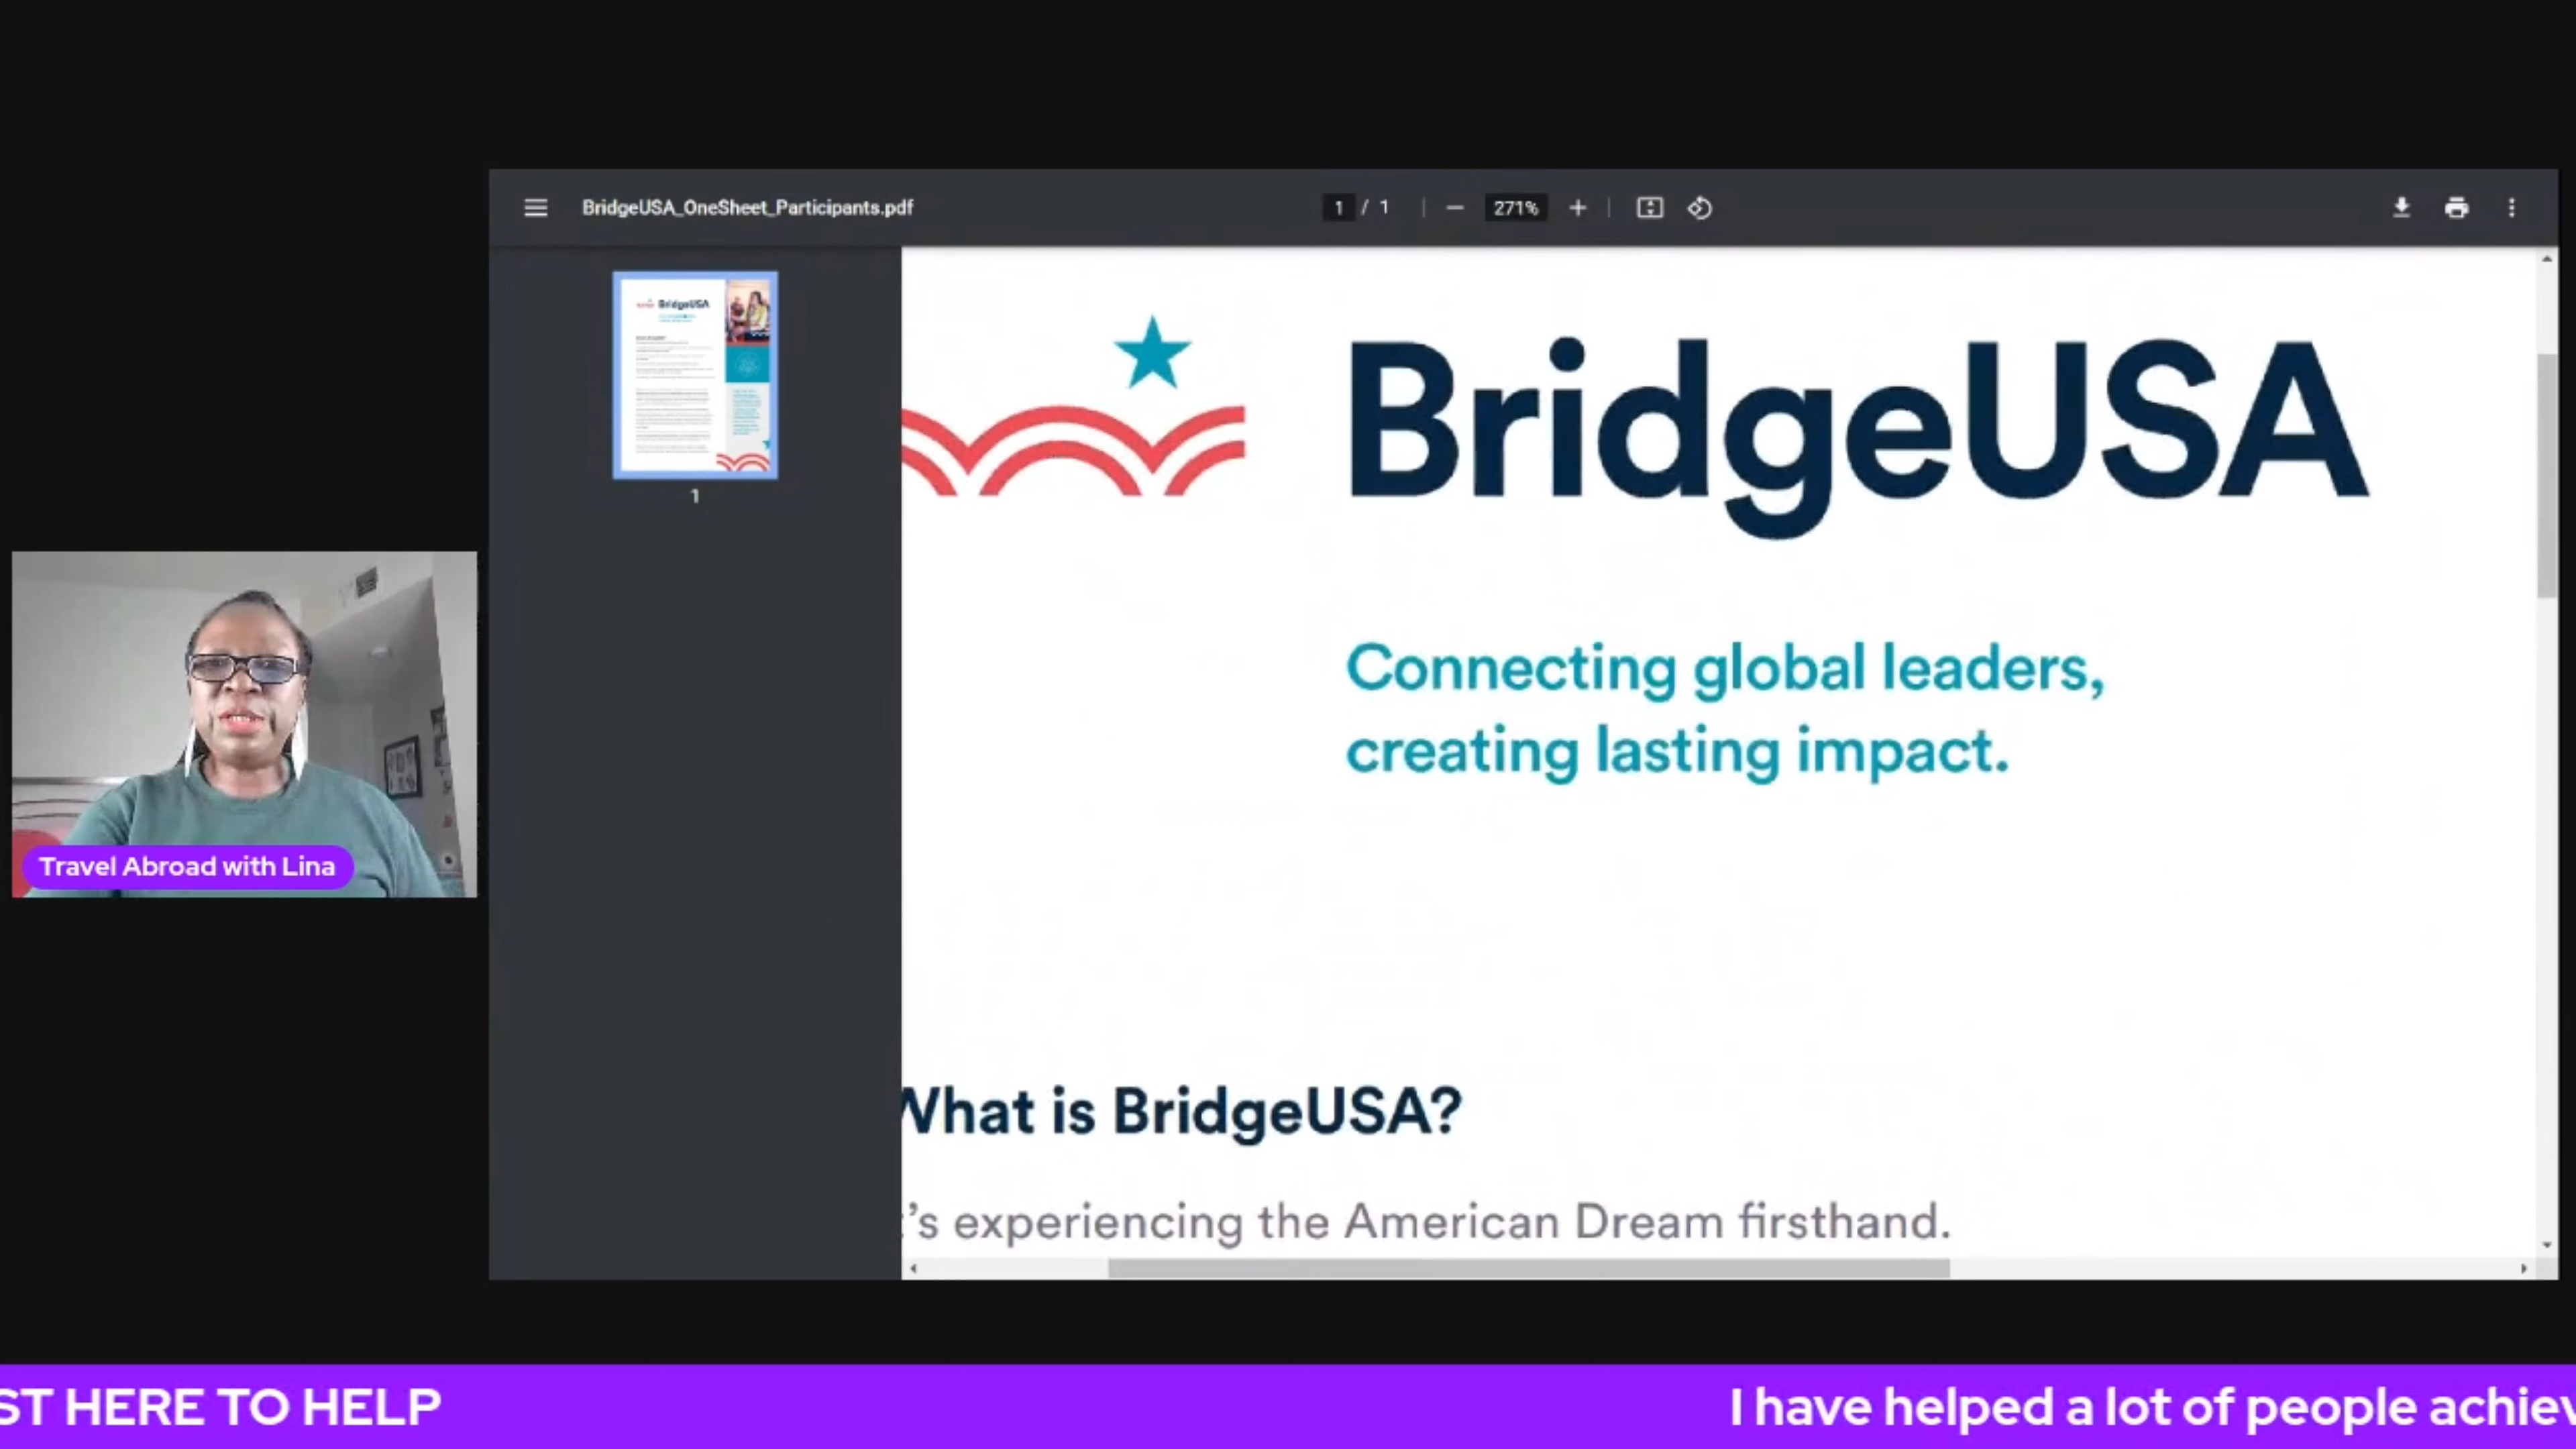 BridgeUSA_OneSheet_Participants.pdf
1 / 1
271%
BridgeUSA
1
BridgeUSA
Connecting global leaders,
creating lasting impact.
What is BridgeUSA?
t's experiencing the American Dream firsthand.
Travel Abroad with Lina
ST HERE TO HELP
I have helped a lot of people achiev